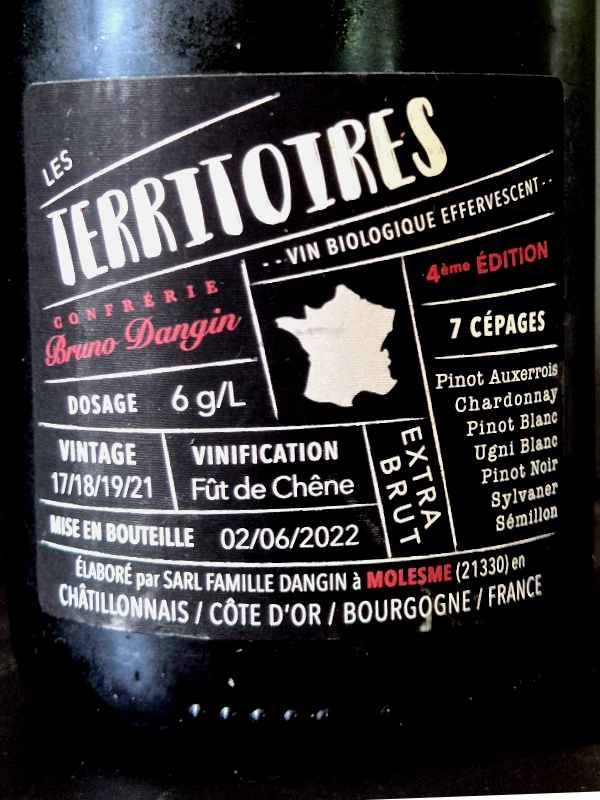 LES
TERRITOIRES
- - VIN BIOLOGIQUE EFFERVESCENT - -
CONFRÉRIE
Bruno Dangin
4ème ÉDITION
7 CÉPAGES
DOSAGE 6 g/L
Pinot Auxerrois
Chardonnay
Pinot Blanc
Ugni Blanc
Pinot Noir
Sylvaner
Sémillon
VINTAGE
17/18/19/21
VINIFICATION
Fût de Chêne
EXTRA
BRUT
MISE EN BOUTEILLE 02/06/2022
ÉLABORÉ par SARL FAMILLE DANGIN à MOLESME (21330) en
CHÂTILLONNAIS / CÔTE D'OR / BOURGOGNE / FRANCE